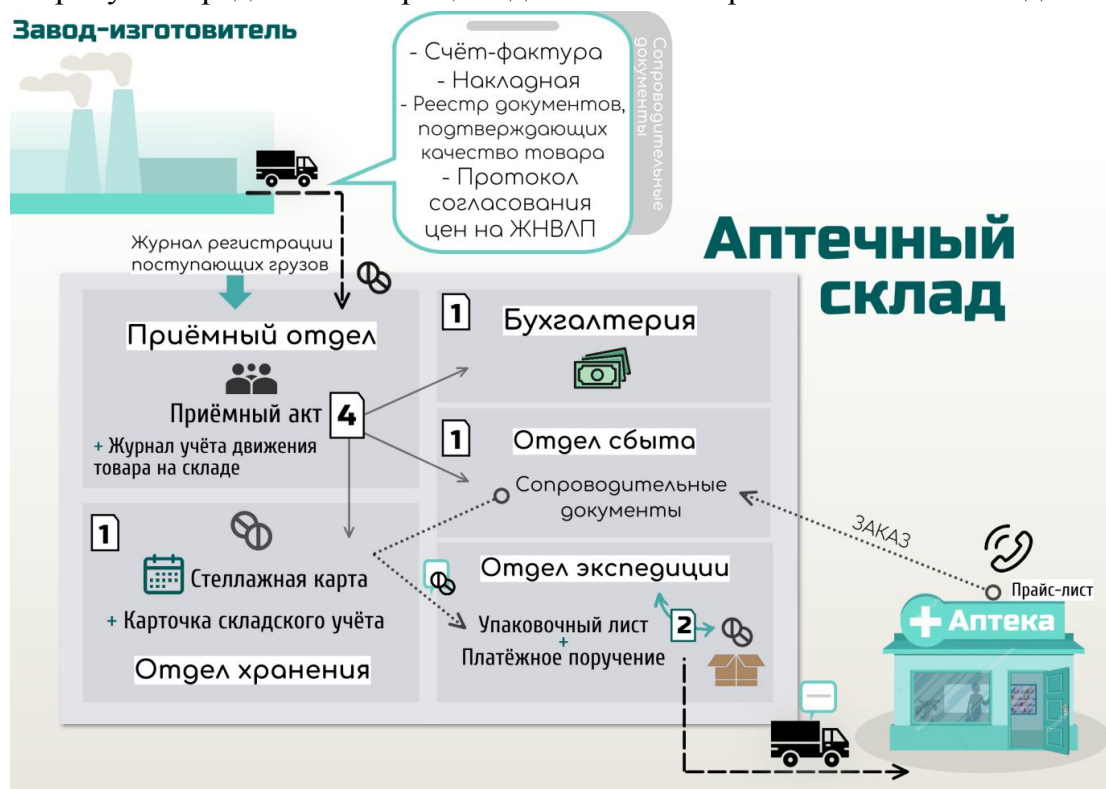 Завод-изготовитель
- Счёт-фактура
- Накладная
- Реестр документов,
подтверждающих
качество товара
- Протокол
согласования
цен на ЖНВЛП
Сопроводительные
документы
Журнал регистрации
поступающих грузов
Аптечный
склад
Приёмный отдел
Приёмный акт 4
+ Журнал учёта движения
товара на складе
1 Бухгалтерия
1 Отдел сбыта
Сопроводительные
документы
ЗАКАЗ
Прайс-лист
Аптека
1
Стеллажная карта
+ Карточка складского учёта
Отдел хранения
Отдел экспедиции
Упаковочный лист
+
Платёжное поручение
2